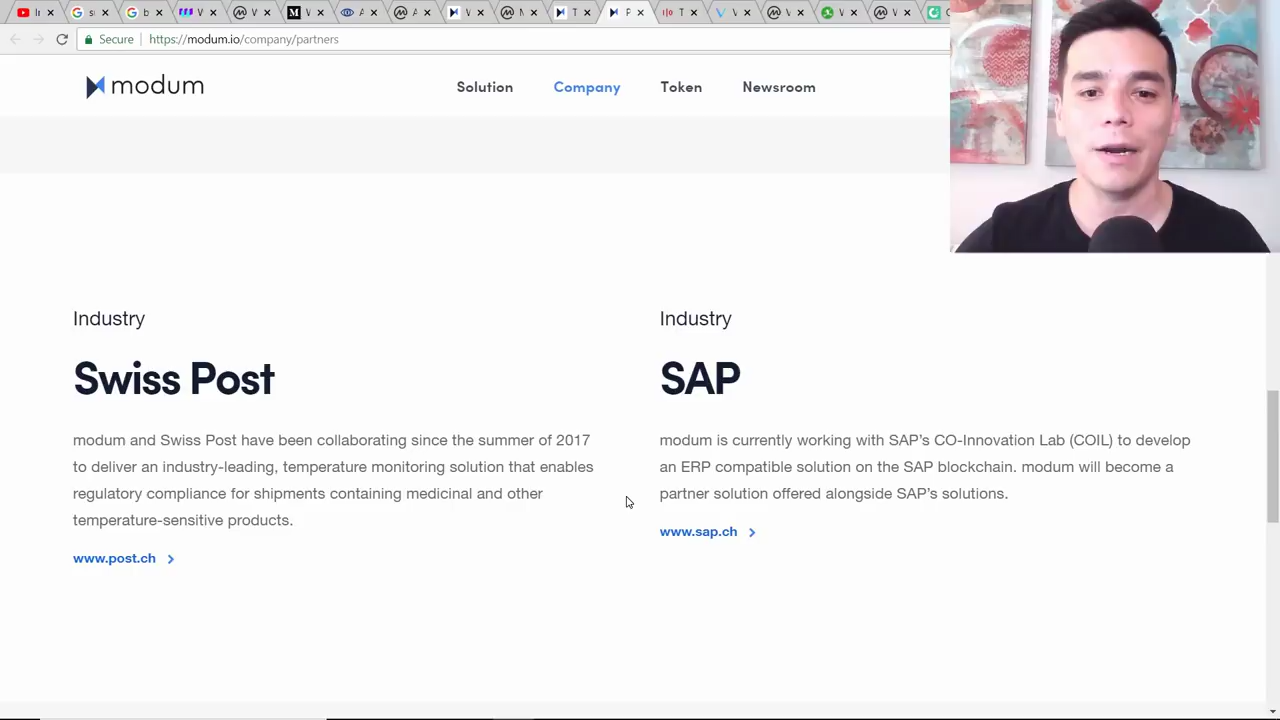 Secure
https://modum.io/company/partners
modum
Solution
Company
Token
Newsroom
Industry
Swiss Post
modum and Swiss Post have been collaborating since the summer of 2017
to deliver an industry-leading, temperature monitoring solution that enables
regulatory compliance for shipments containing medicinal and other
temperature-sensitive products.
www.post.ch
Industry
SAP
modum is currently working with SAP’s CO-Innovation Lab (COIL) to develop
an ERP compatible solution on the SAP blockchain. modum will become a
partner solution offered alongside SAP’s solutions.
www.sap.ch